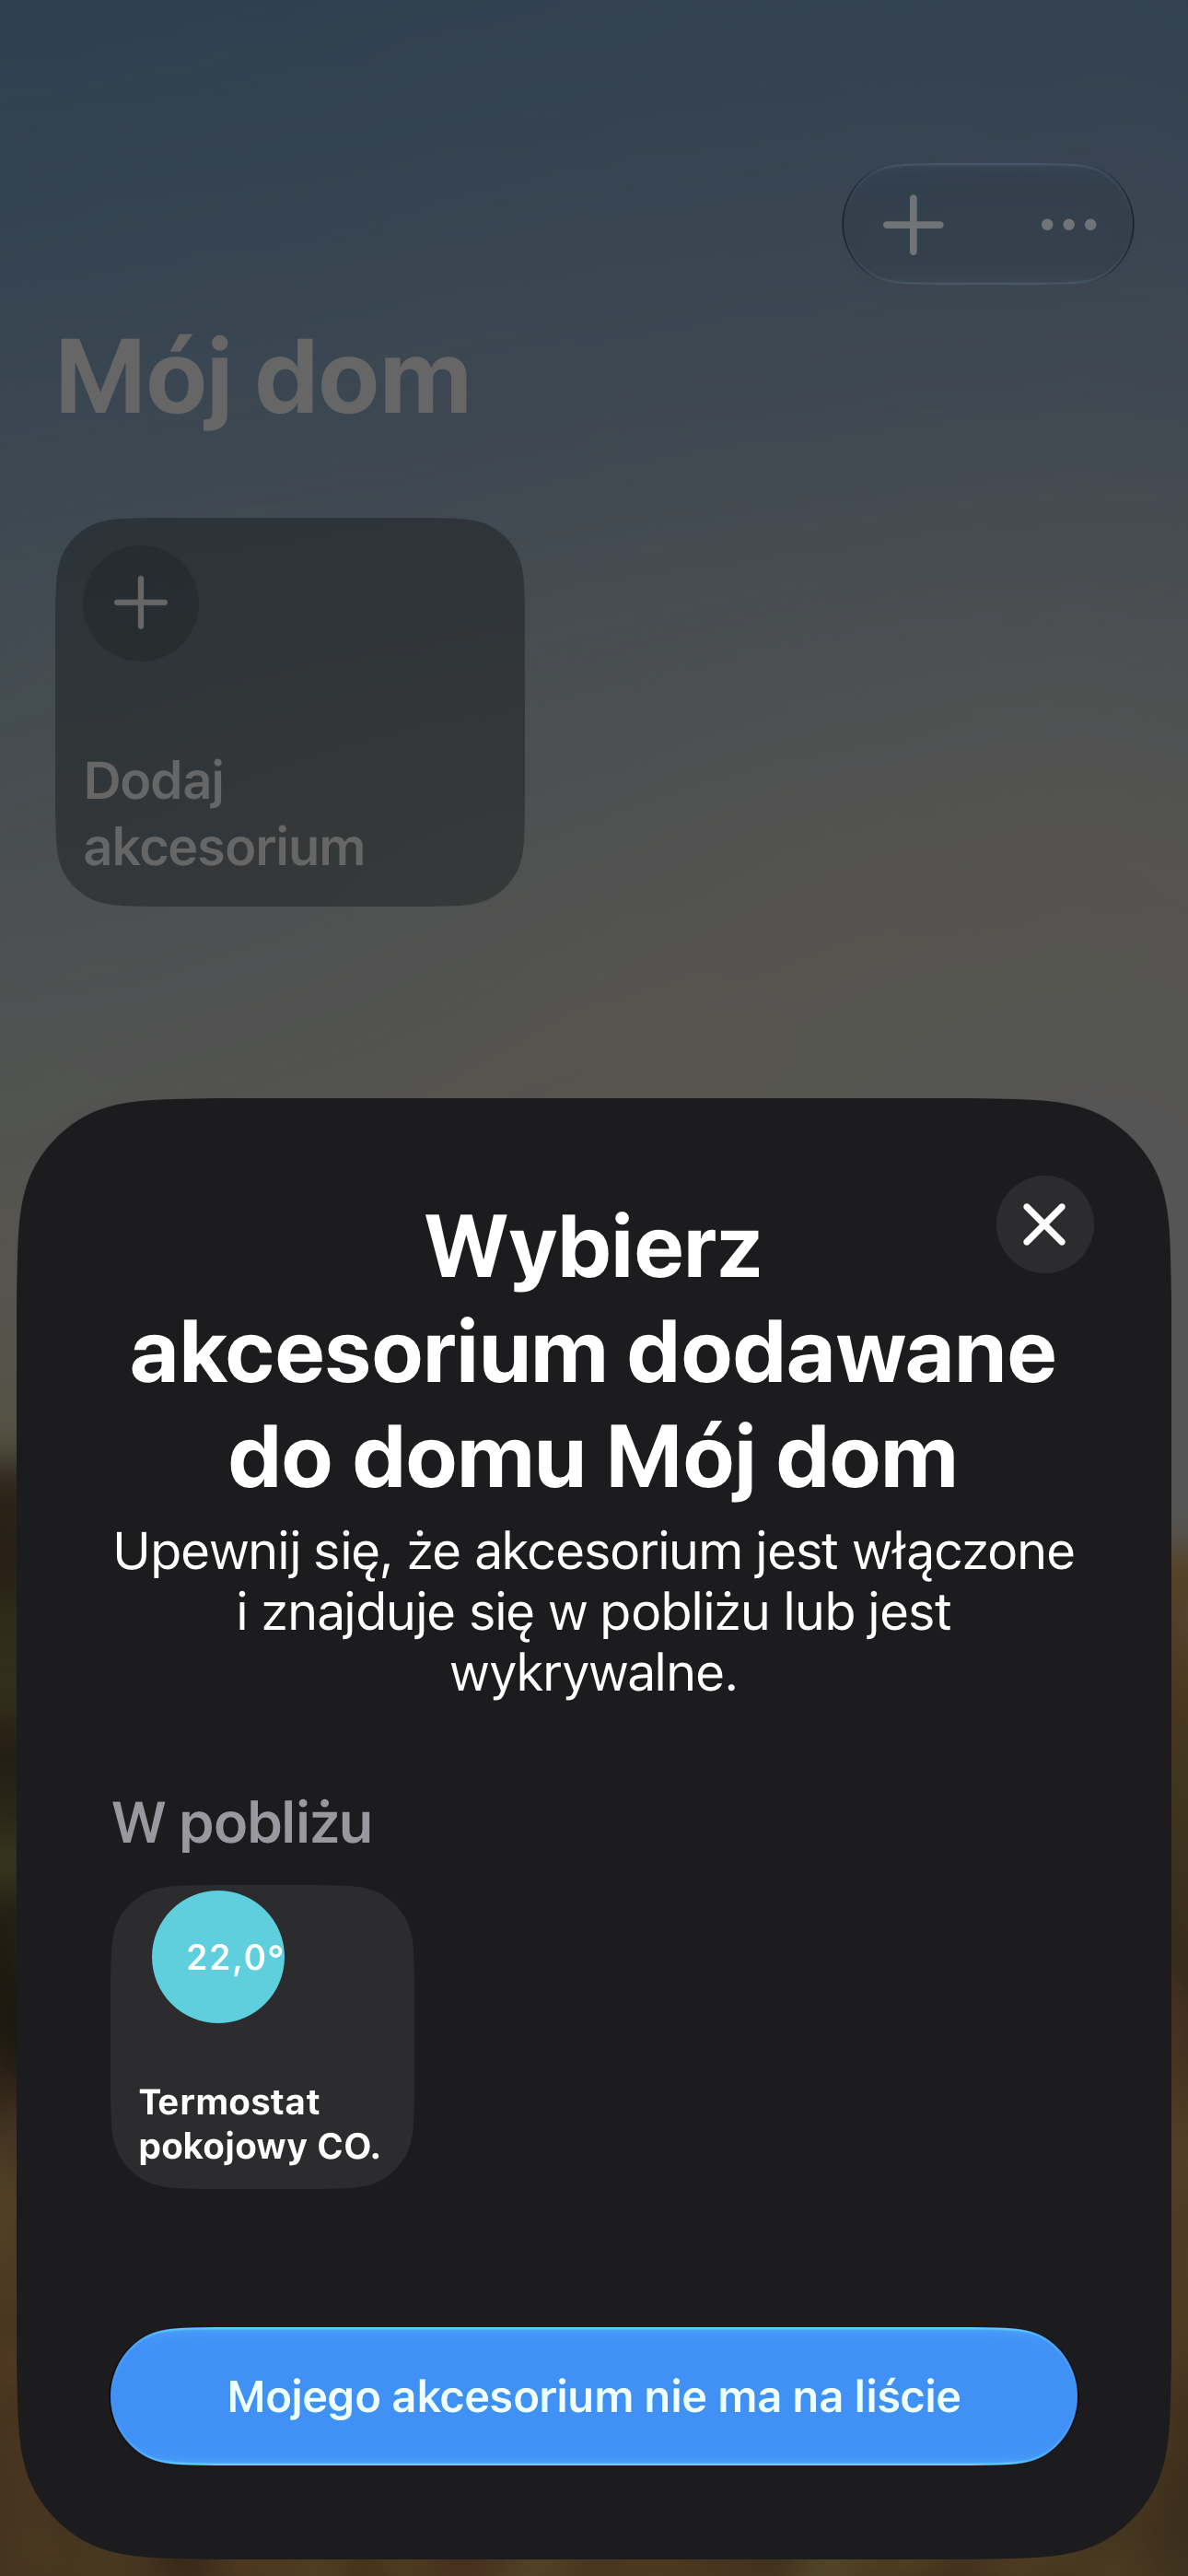 Mój dom
Dodaj
akcesorium
Wybierz
akcesorium dodawane
do domu Mój dom
Upewnij się, że akcesorium jest włączone
i znajduje się w pobliżu lub jest
wykrywalne.
W pobliżu
22,0°
Termostat
pokojowy CO.
Mojego akcesorium nie ma na liście